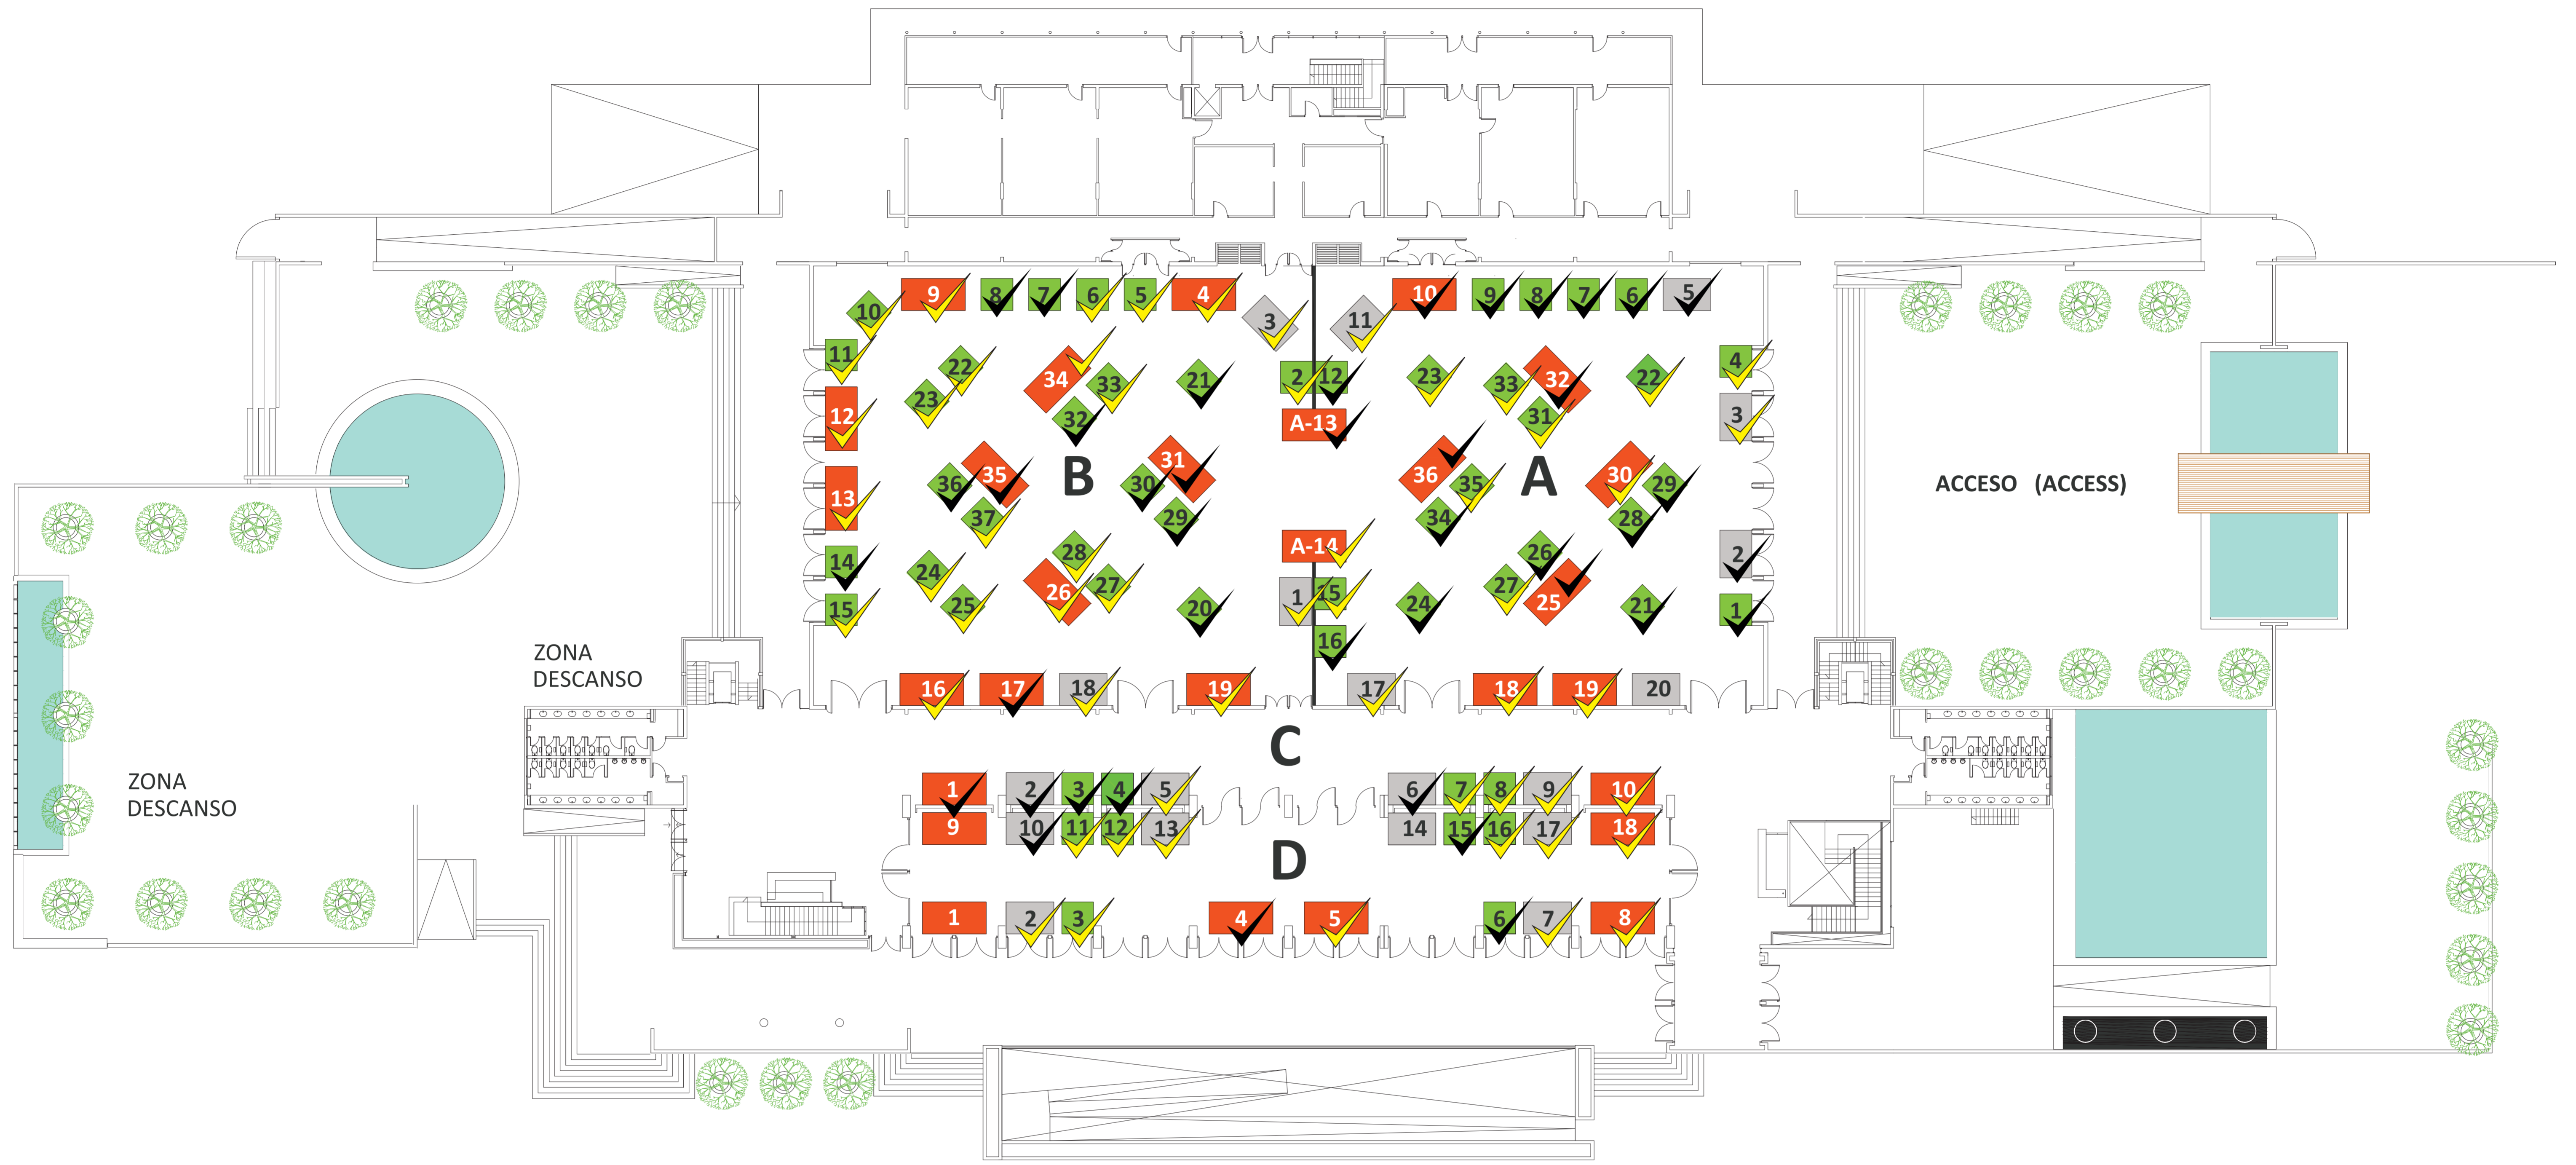 9 8 7 6 5 4 10 9 8 7 6 5
10 3 11
11 22 34 33 21 2 12 23 33 32 22 4
23 12 32 A-13 31 3
36 35 B 31 30 36 35 A 30 29 ACCESO (ACCESS)
13 37 29 34 28
14 28 A-14 26 2
24 26 27 27 25
15 25 20 1 15 24 21 1
16
ZONA
DESCANSO
16 17 18 19 17 18 19 20
C
ZONA
DESCANSO
1 2 3 4 5 6 7 8 9 10
9 10 11 12 13 14 15 16 17 18
D
1 2 3 4 5 6 7 8